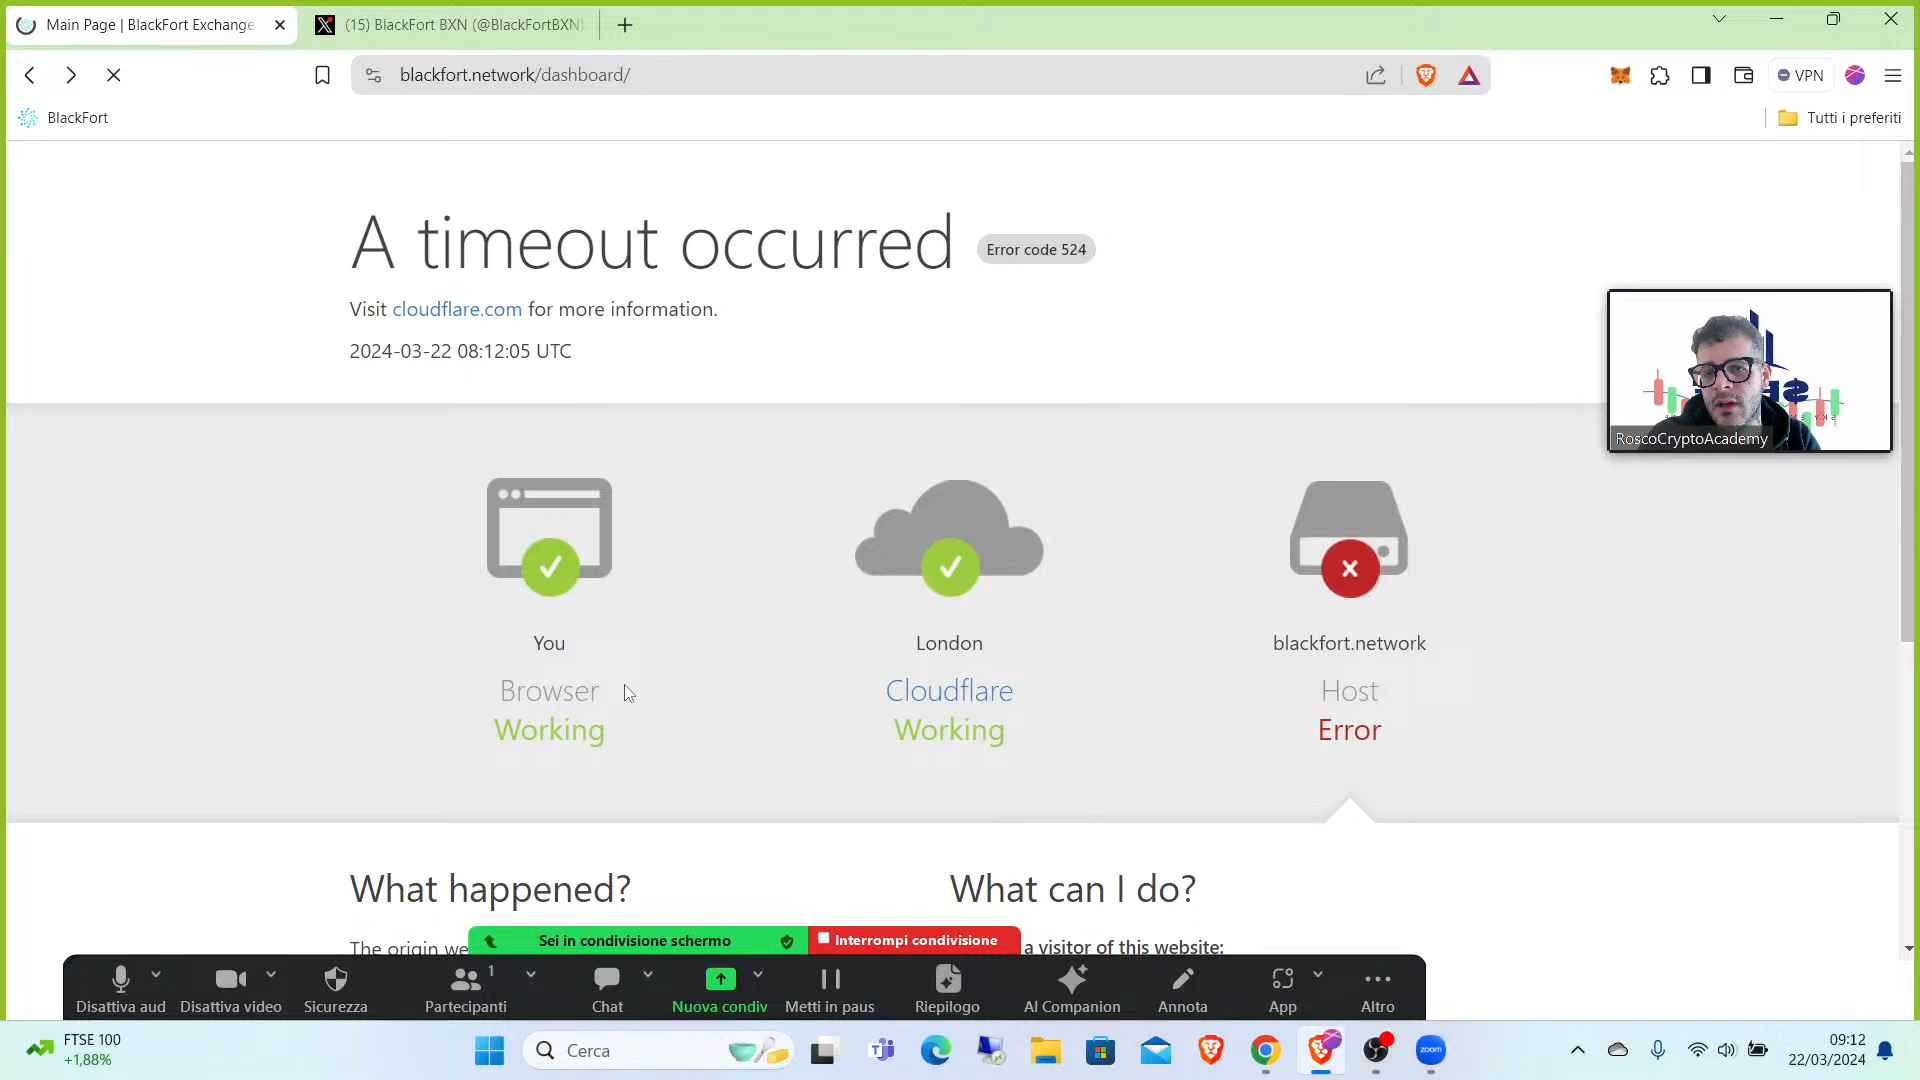 Main Page | BlackFort Exchange
(15) BlackFort BXN (@BlackFortBXN)
blackfort.network/dashboard/
VPN
BlackFort
Tutti i preferiti
A timeout occurred
Error code 524
Visit cloudflare.com for more information.
2024-03-22 08:12:05 UTC
RoscoCryptoAcademy
You
London
blackfort.network
Browser
Cloudflare
Host
Working
Working
Error
What happened?
What can I do?
The origin we
a visitor of this website:
Sei in condivisione schermo
Interrompi condivisione
1
Disattiva aud
Disattiva video
Sicurezza
Partecipanti
Chat
Nuova condiv
Metti in paus
Riepilogo
AI Companion
Annota
App
Altro
FTSE 100
+1,88%
Cerca
zoom
09:12
22/03/2024